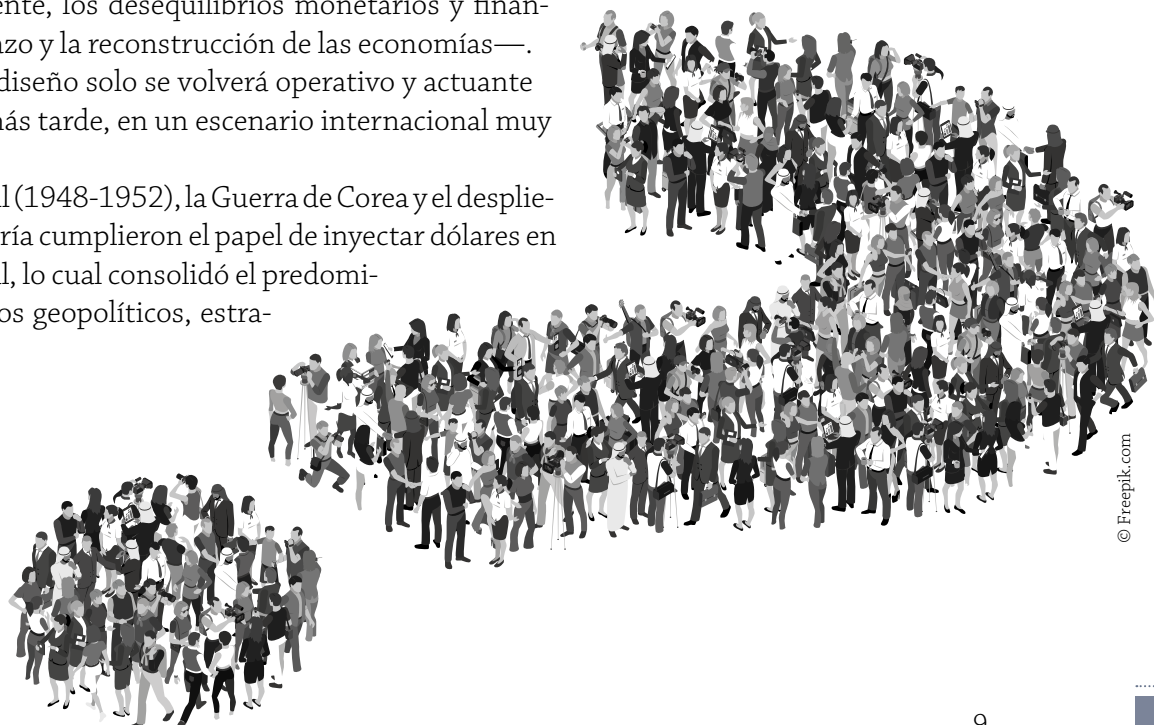 ente, los desequilibrios monetarios y finan-
azo y la reconstrucción de las economías—.
diseño solo se volverá operativo y actuante
más tarde, en un escenario internacional muy
l (1948-1952), la Guerra de Corea y el desplie-
ría cumplieron el papel de inyectar dólares en
l, lo cual consolidó el predomi-
os geopolíticos, estra-
© Freepik.com
9